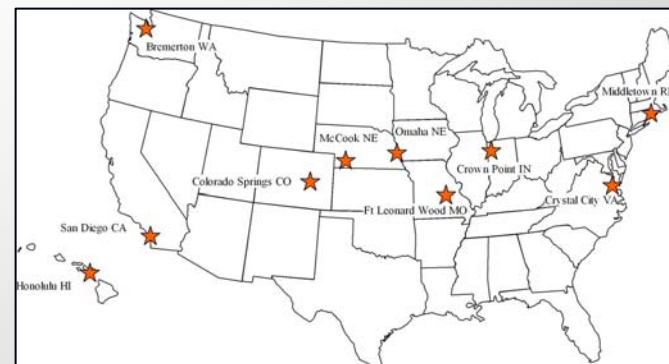 Bremerton WA
Middletown RI
McCook NE
Omaha NE
Crown Point IN
Colorado Springs CO
Crystal City VA
Ft Leonard Wood MO
San Diego CA
Honolulu HI